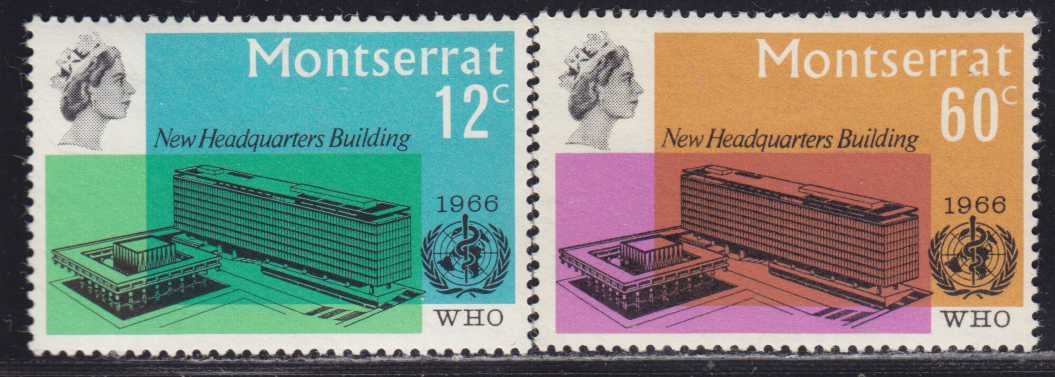 Montserrat
12c
New Headquarters Building
1966
WHO
Montserrat
60c
New Headquarters Building
1966
WHO